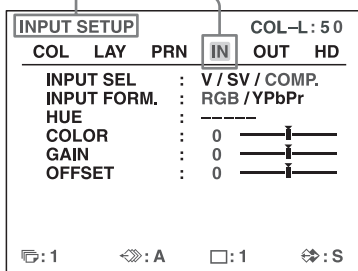 INPUT SETUP COL–L:50
COL LAY PRN IN OUT HD
INPUT SEL : V / SV / COMP.
INPUT FORM. : RGB /YPbPr
HUE : -----
COLOR : 0
GAIN : 0
OFFSET : 0
:1 :A :1 :S